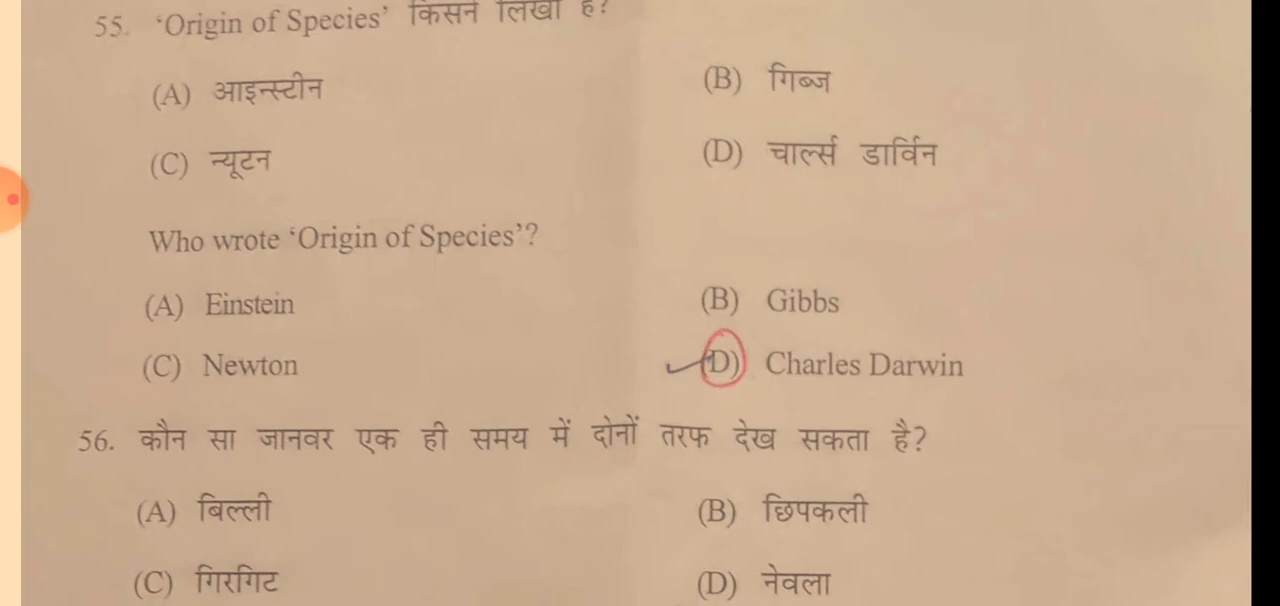 55. ‘Origin of Species’ किसने लिखा है?
(A) आइन्स्टीन (B) गिब्ज
(C) न्यूटन (D) चार्ल्स डार्विन
Who wrote ‘Origin of Species’?
(A) Einstein (B) Gibbs
(C) Newton (D) Charles Darwin
56. कौन सा जानवर एक ही समय में दोनों तरफ देख सकता है?
(A) बिल्ली (B) छिपकली
(C) गिरगिट (D) नेवला